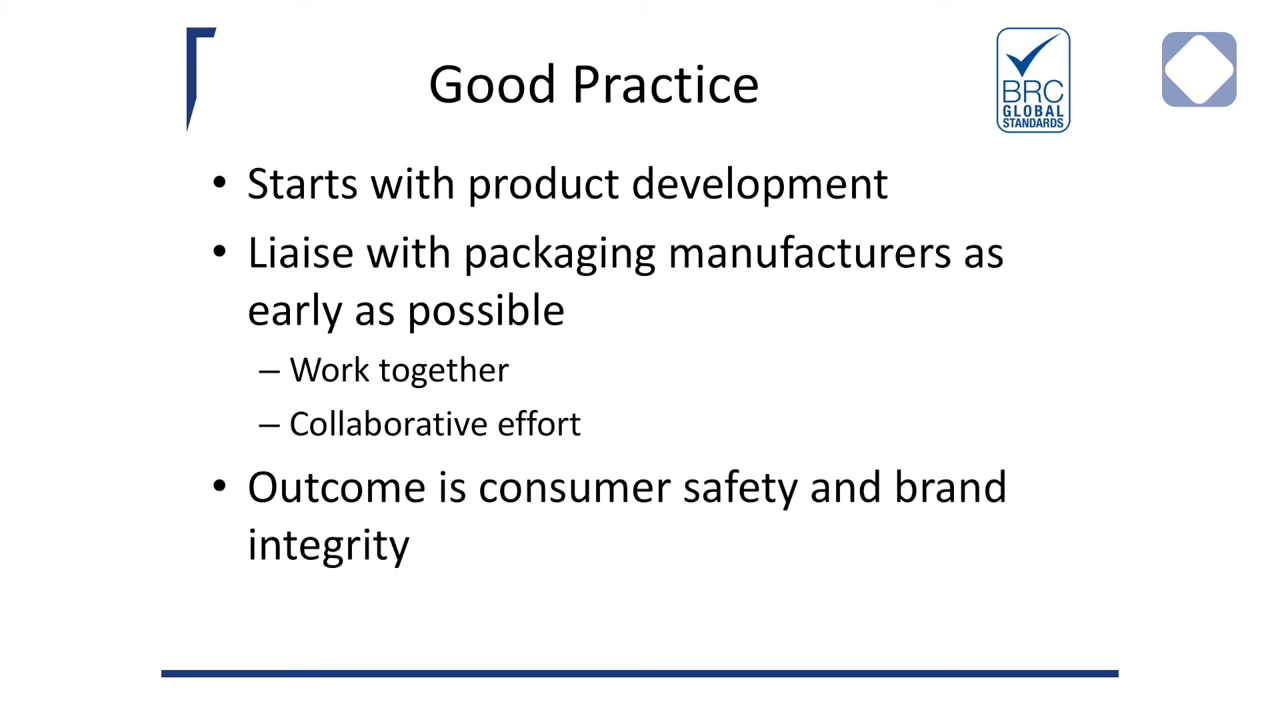 Good Practice
BRC
GLOBAL
STANDARDS
• Starts with product development
• Liaise with packaging manufacturers as
early as possible
– Work together
– Collaborative effort
• Outcome is consumer safety and brand
integrity